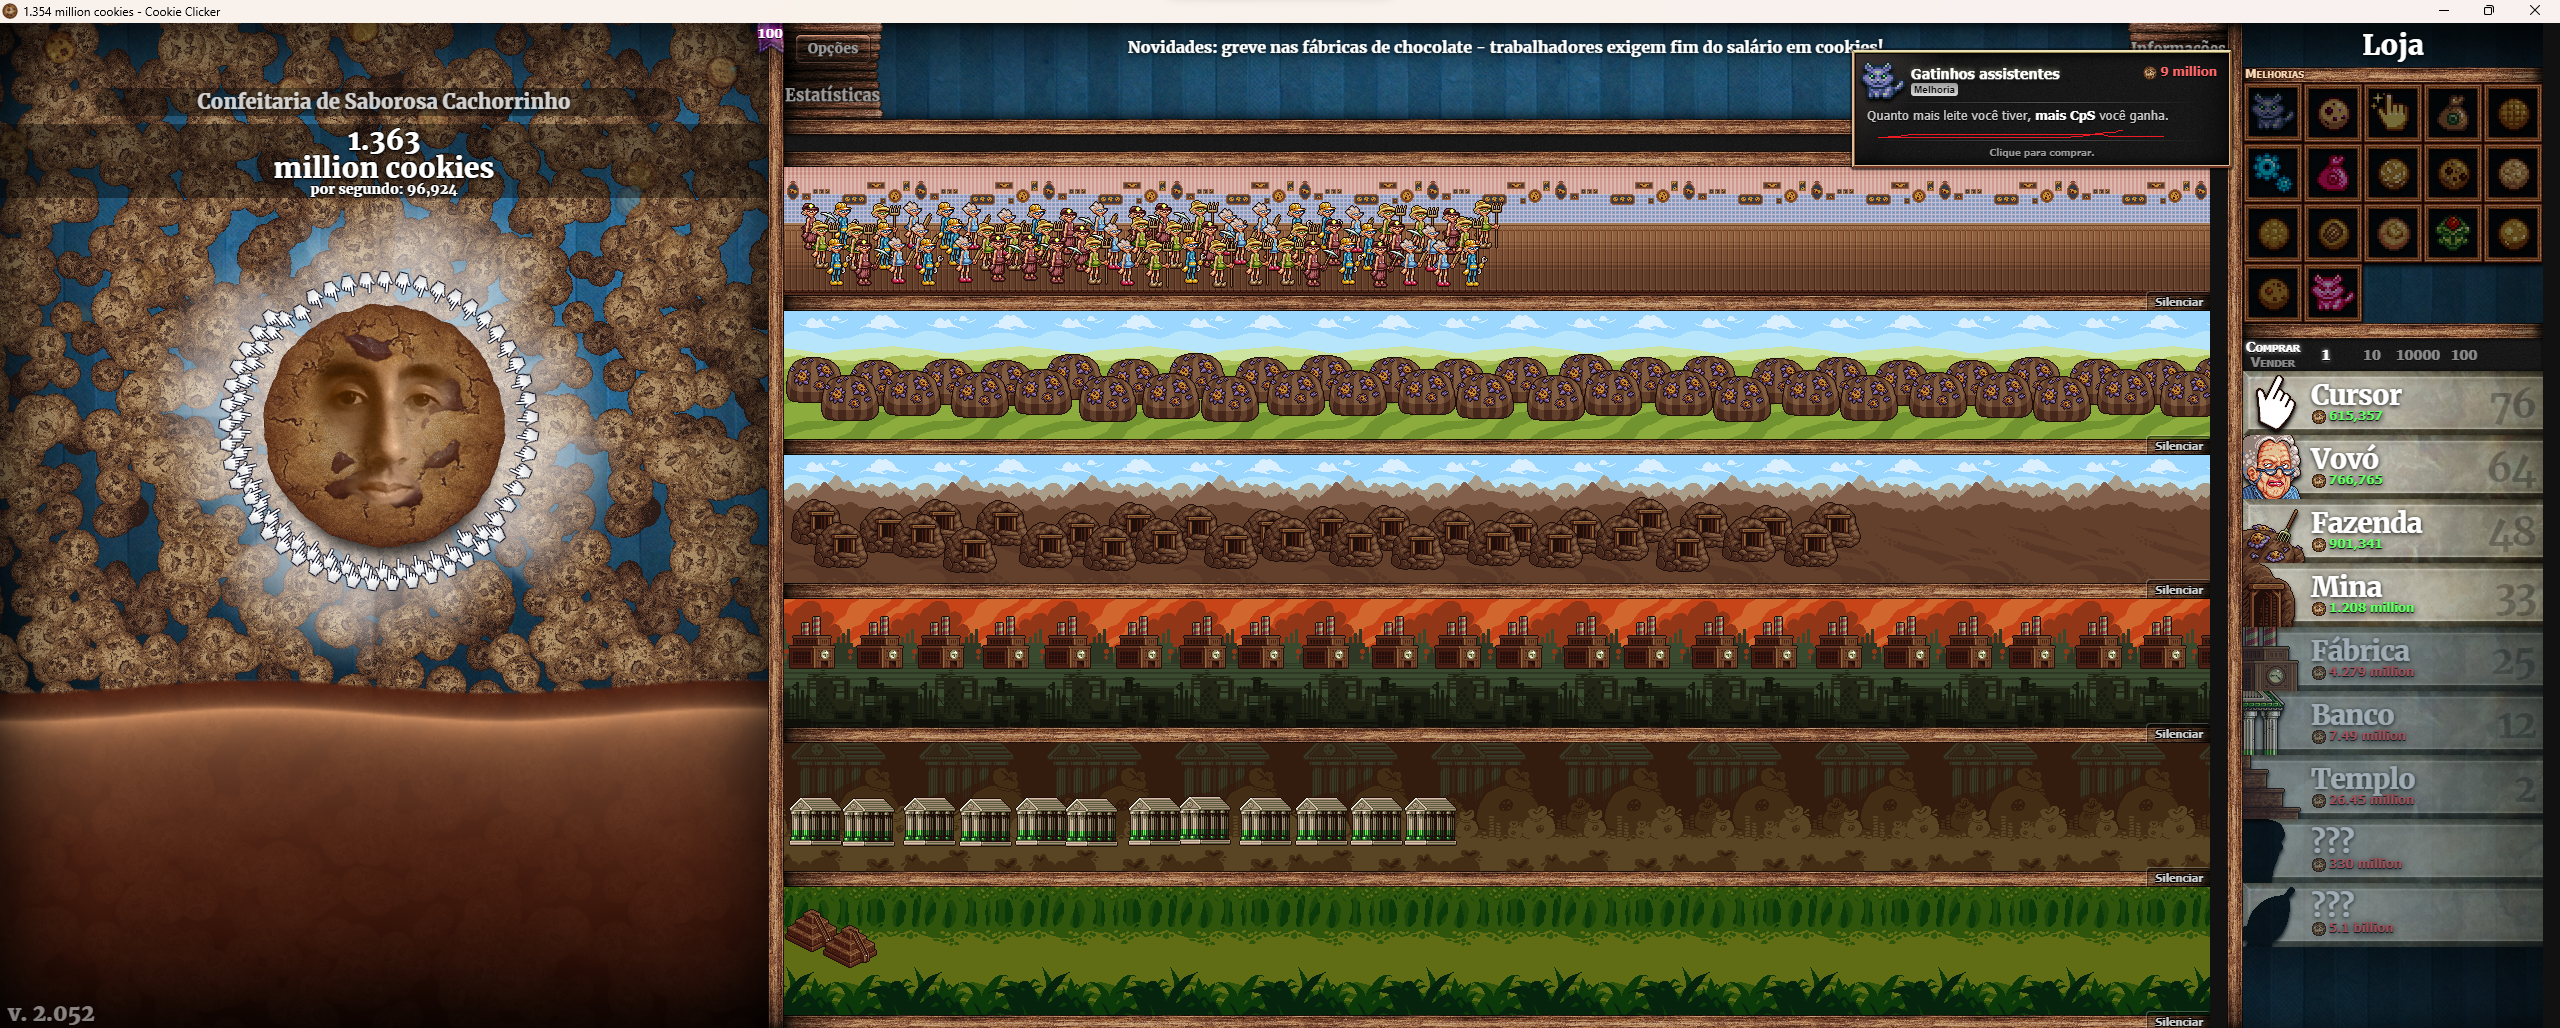 1.354 million cookies - Cookie Clicker
100
Opções
Estatísticas
Novidades: greve nas fábricas de chocolate - trabalhadores exigem fim do salário em cookies!
Informações
Confeitaria de Saborosa Cachorrinho
1.363
million cookies
por segundo: 96,924
Gatinhos assistentes
9 million
Melhoria
Quanto mais leite você tiver, mais CpS você ganha.
Clique para comprar.
Silenciar
Silenciar
Silenciar
Silenciar
Silenciar
Silenciar
Loja
Melhorias
Comprar
Vender
1 10 10000 100
Cursor
615,357
76
Vovó
766,765
64
Fazenda
901,341
48
Mina
1.208 million
33
Fábrica
4.279 million
25
Banco
7.49 million
12
Templo
26.45 million
2
???
330 million
???
5.1 billion
v. 2.052